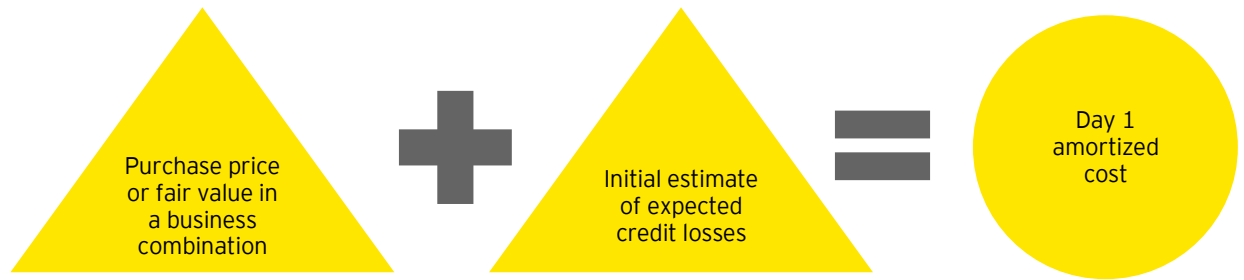 Purchase price
or fair value in
a business
combination
Initial estimate
of expected
credit losses
Day 1
amortized
cost